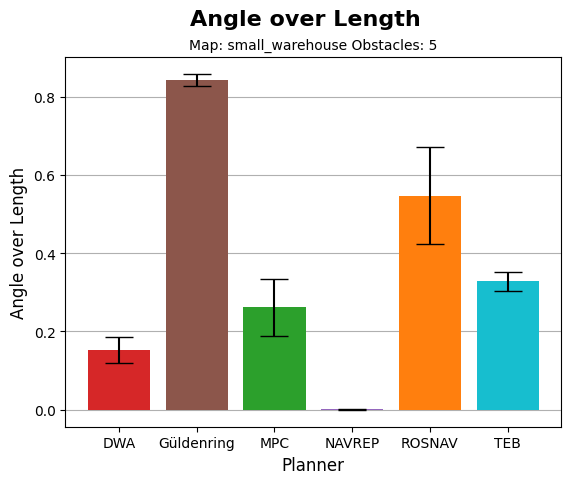 Angle over Length
Map: small_warehouse Obstacles: 5
Angle over Length
0.8
0.6
0.4
0.2
0.0
DWA Güldenring MPC NAVREP ROSNAV TEB
Planner